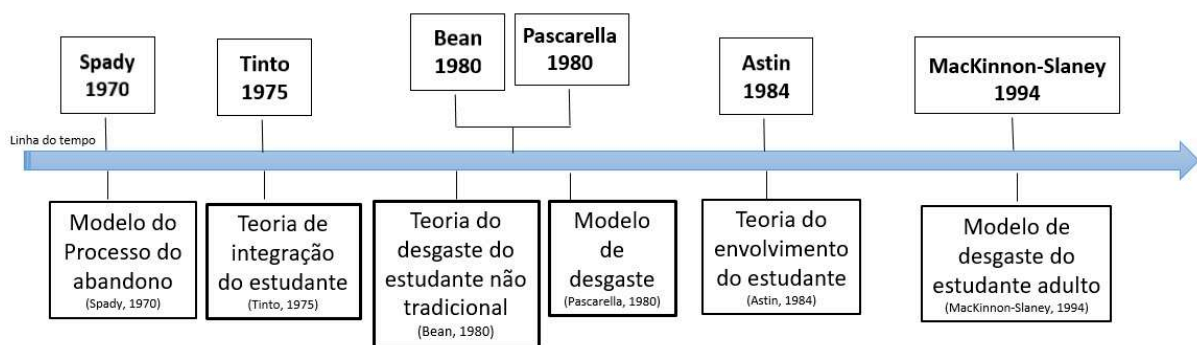 Spady
1970
Tinto
1975
Bean
1980
Pascarella
1980
Astin
1984
MacKinnon-Slaney
1994
Linha do tempo
Modelo do
Processo do
abandono
(Spady, 1970)
Teoria de
integração
do estudante
(Tinto, 1975)
Teoria do
desgaste do
estudante não
tradicional
(Bean, 1980)
Modelo
de
desgaste
(Pascarella, 1980)
Teoria do
envolvimento
do estudante
(Astin, 1984)
Modelo de
desgaste do
estudante adulto
(MacKinnon-Slaney, 1994)